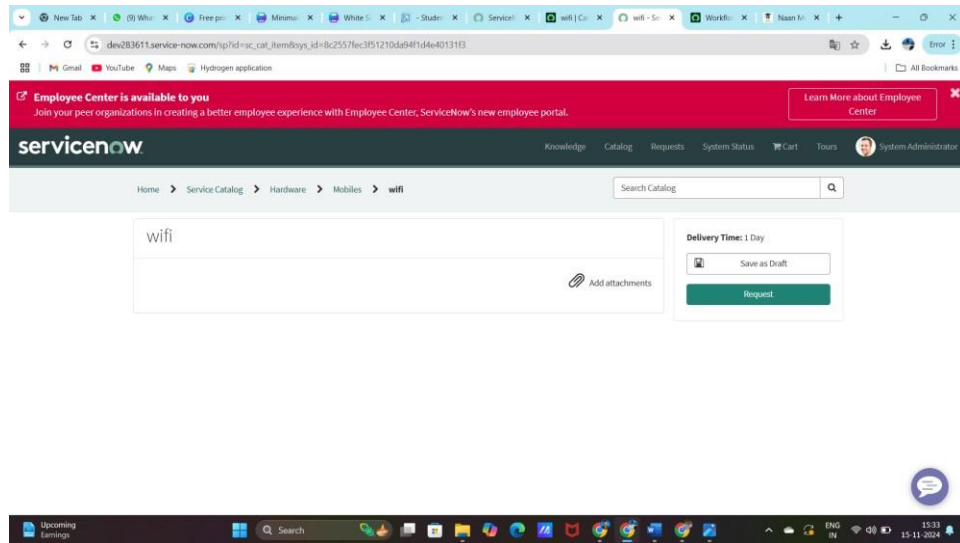 New Tab
(9) What
Free pr
Minima
White S
- Studen
Service
wifi | Ca
wifi - Se
Workflo
Naan M
dev283611.service-now.com/sp?id=sc_cat_item&sys_id=8c2557fec3f51210da94f1d4e40131f3
Error
Gmail YouTube Maps Hydrogen application All Bookmarks
Employee Center is available to you
Join your peer organizations in creating a better employee experience with Employee Center, ServiceNow's new employee portal.
Learn More about Employee
Center
servicenow
Knowledge Catalog Requests System Status Cart Tours System Administrator
Home Service Catalog Hardware Mobiles wifi
Search Catalog
wifi
Add attachments
Delivery Time: 1 Day
Save as Draft
Request
Upcoming
Earnings
Search
ENG
IN
15:33
15-11-2024